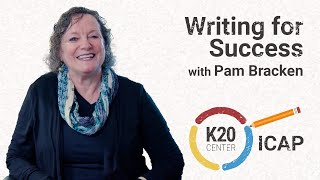 Writing for
Success
with Pam Bracken
K20
CENTER
iCAP